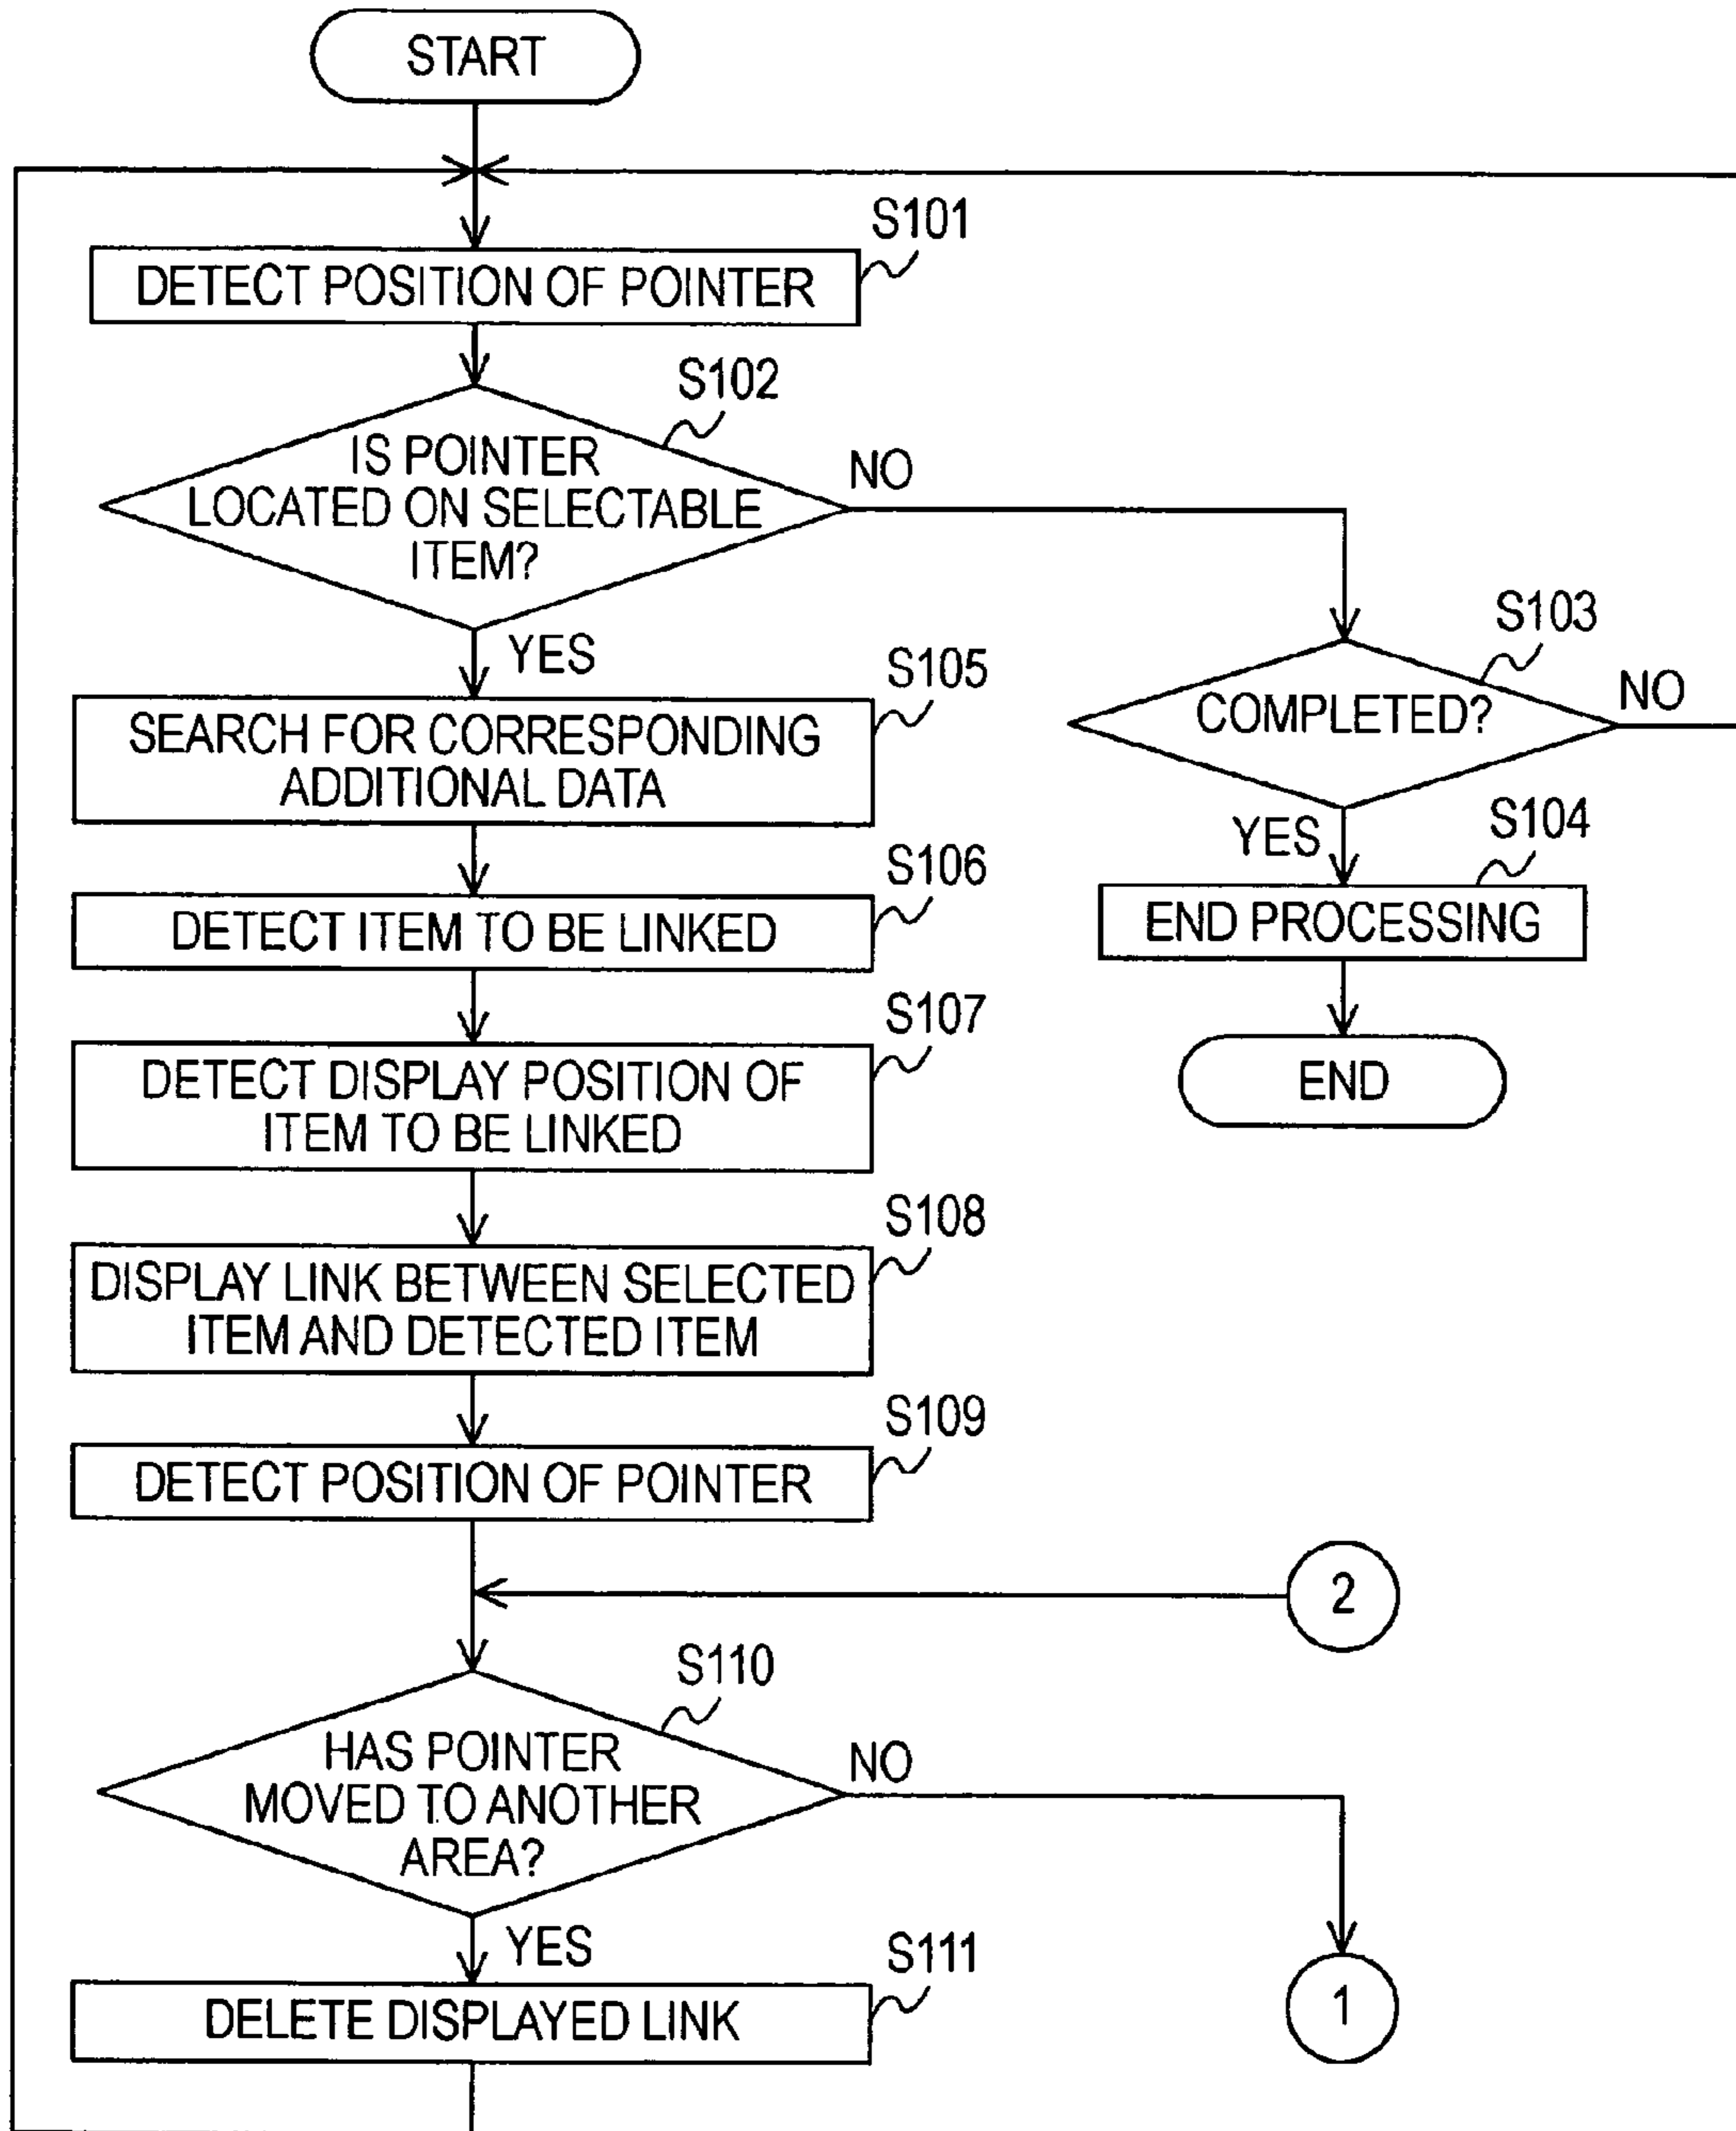 START
S101
DETECT POSITION OF POINTER
S102
IS POINTER
LOCATED ON SELECTABLE
ITEM?
NO
YES
S103
COMPLETED?
NO
YES
S104
END PROCESSING
END
S105
SEARCH FOR CORRESPONDING
ADDITIONAL DATA
S106
DETECT ITEM TO BE LINKED
S107
DETECT DISPLAY POSITION OF
ITEM TO BE LINKED
S108
DISPLAY LINK BETWEEN SELECTED
ITEM AND DETECTED ITEM
S109
DETECT POSITION OF POINTER
2
S110
HAS POINTER
MOVED TO ANOTHER
AREA?
NO
1
YES
S111
DELETE DISPLAYED LINK